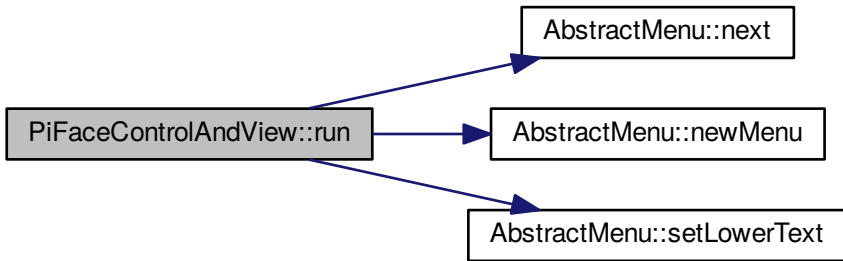 AbstractMenu::next
PiFaceControlAndView::run
AbstractMenu::newMenu
AbstractMenu::setLowerText